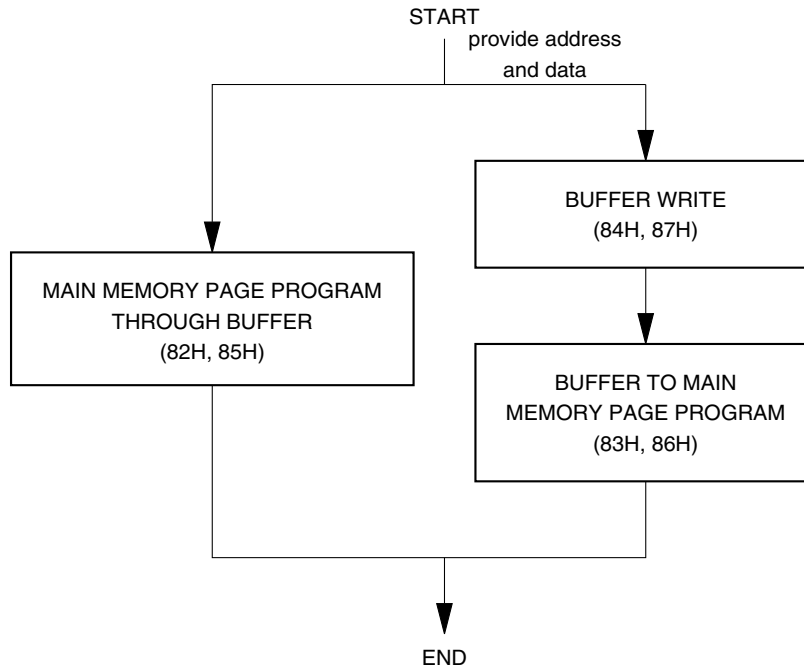 START
provide address
and data
BUFFER WRITE
(84H, 87H)
MAIN MEMORY PAGE PROGRAM
THROUGH BUFFER
(82H, 85H)
BUFFER TO MAIN
MEMORY PAGE PROGRAM
(83H, 86H)
END